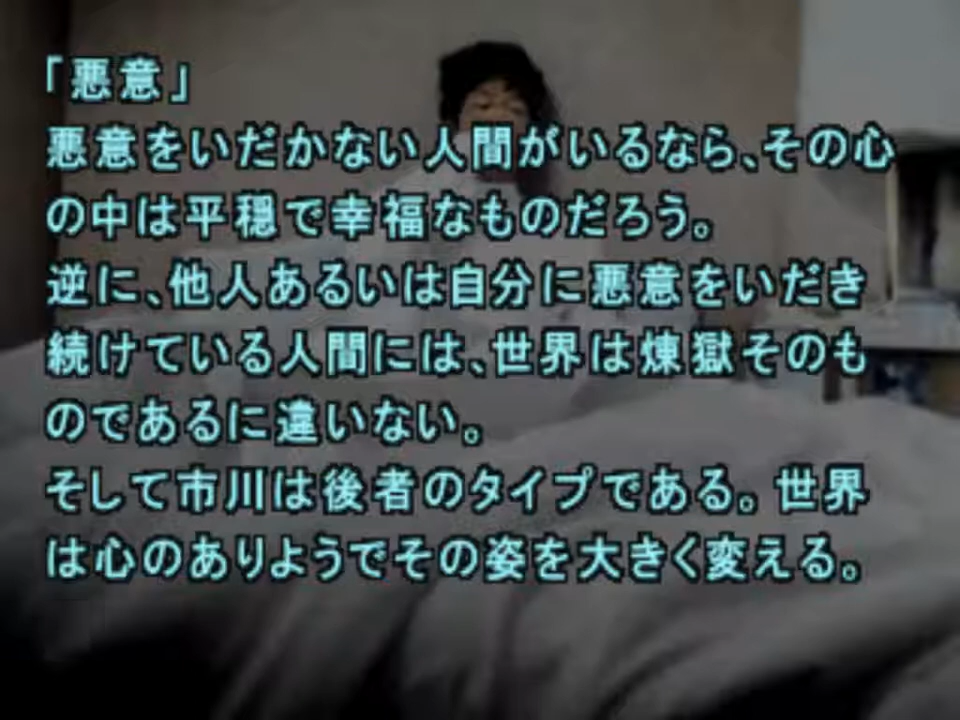 「悪意」
悪意をいだかない人間がいるなら、その心
の中は平穏で幸福なものだろう。
逆に、他人あるいは自分に悪意をいだき
続けている人間には、世界は煉獄そのも
のであるに違いない。
そして市川は後者のタイプである。世界
は心のありようでその姿を大きく変える。